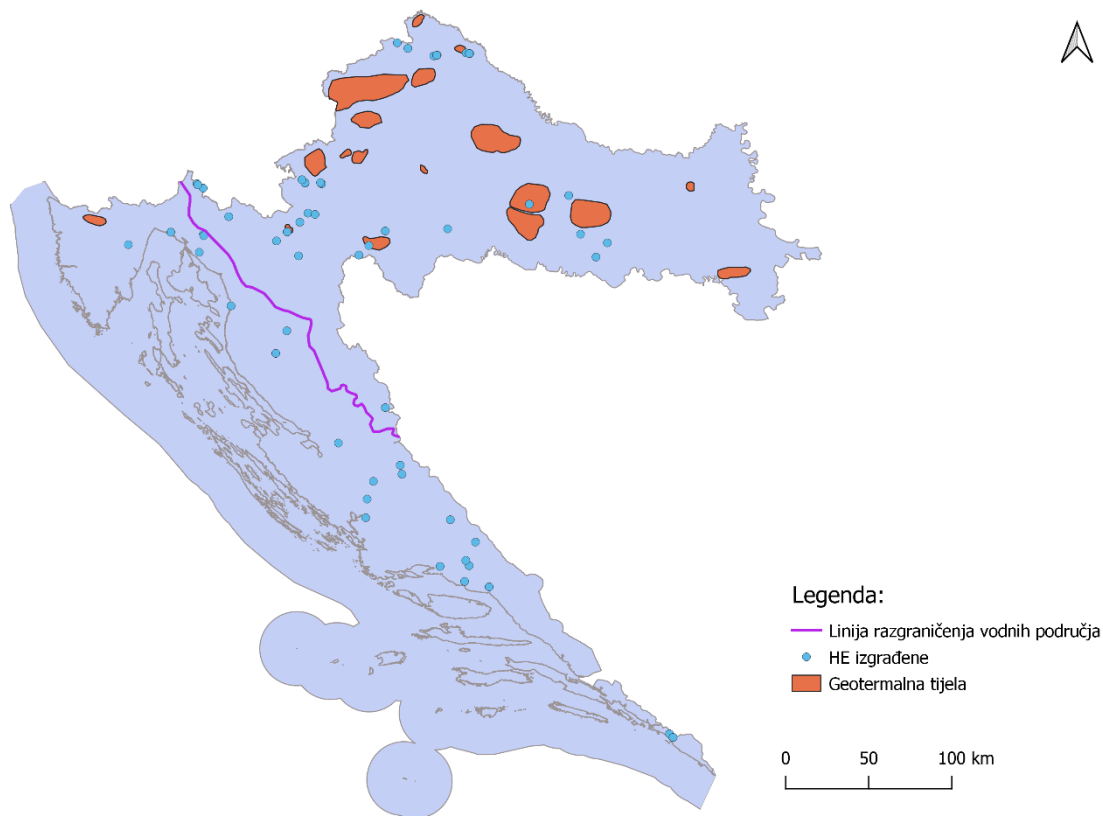 Legenda:
Linija razgraničenja vodnih područja
HE izgrađene
Geotermalna tijela
0 50 100 km